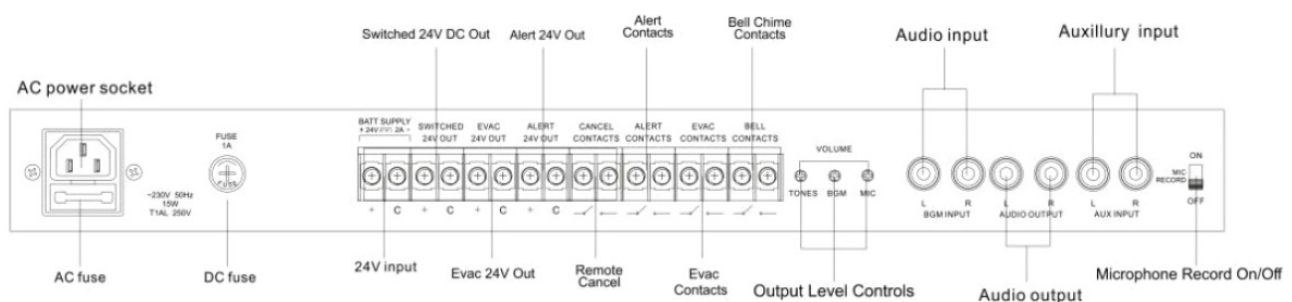 Switched 24V DC Out
Alert 24V Out
Alert
Contacts
Bell Chime
Contacts
Audio input
Auxillury input
AC power socket
FUSE
1A
FUSE
~230V 50Hz
15W
T1AL 250V
BATT SUPPLY
+ 24V 2A -
SWITCHED
24V OUT
EVAC
24V OUT
ALERT
24V OUT
CANCEL
CONTACTS
ALERT
CONTACTS
EVAC
CONTACTS
BELL
CONTACTS
+ C + C + C + C
VOLUME
TONES BGM MIC
L R L R L R
BGM INPUT AUDIO OUTPUT AUX INPUT
ON
MIC
RECORD
OFF
AC fuse
DC fuse
24V input
Evac 24V Out
Remote
Cancel
Evac
Contacts
Output Level Controls
Audio output
Microphone Record On/Off